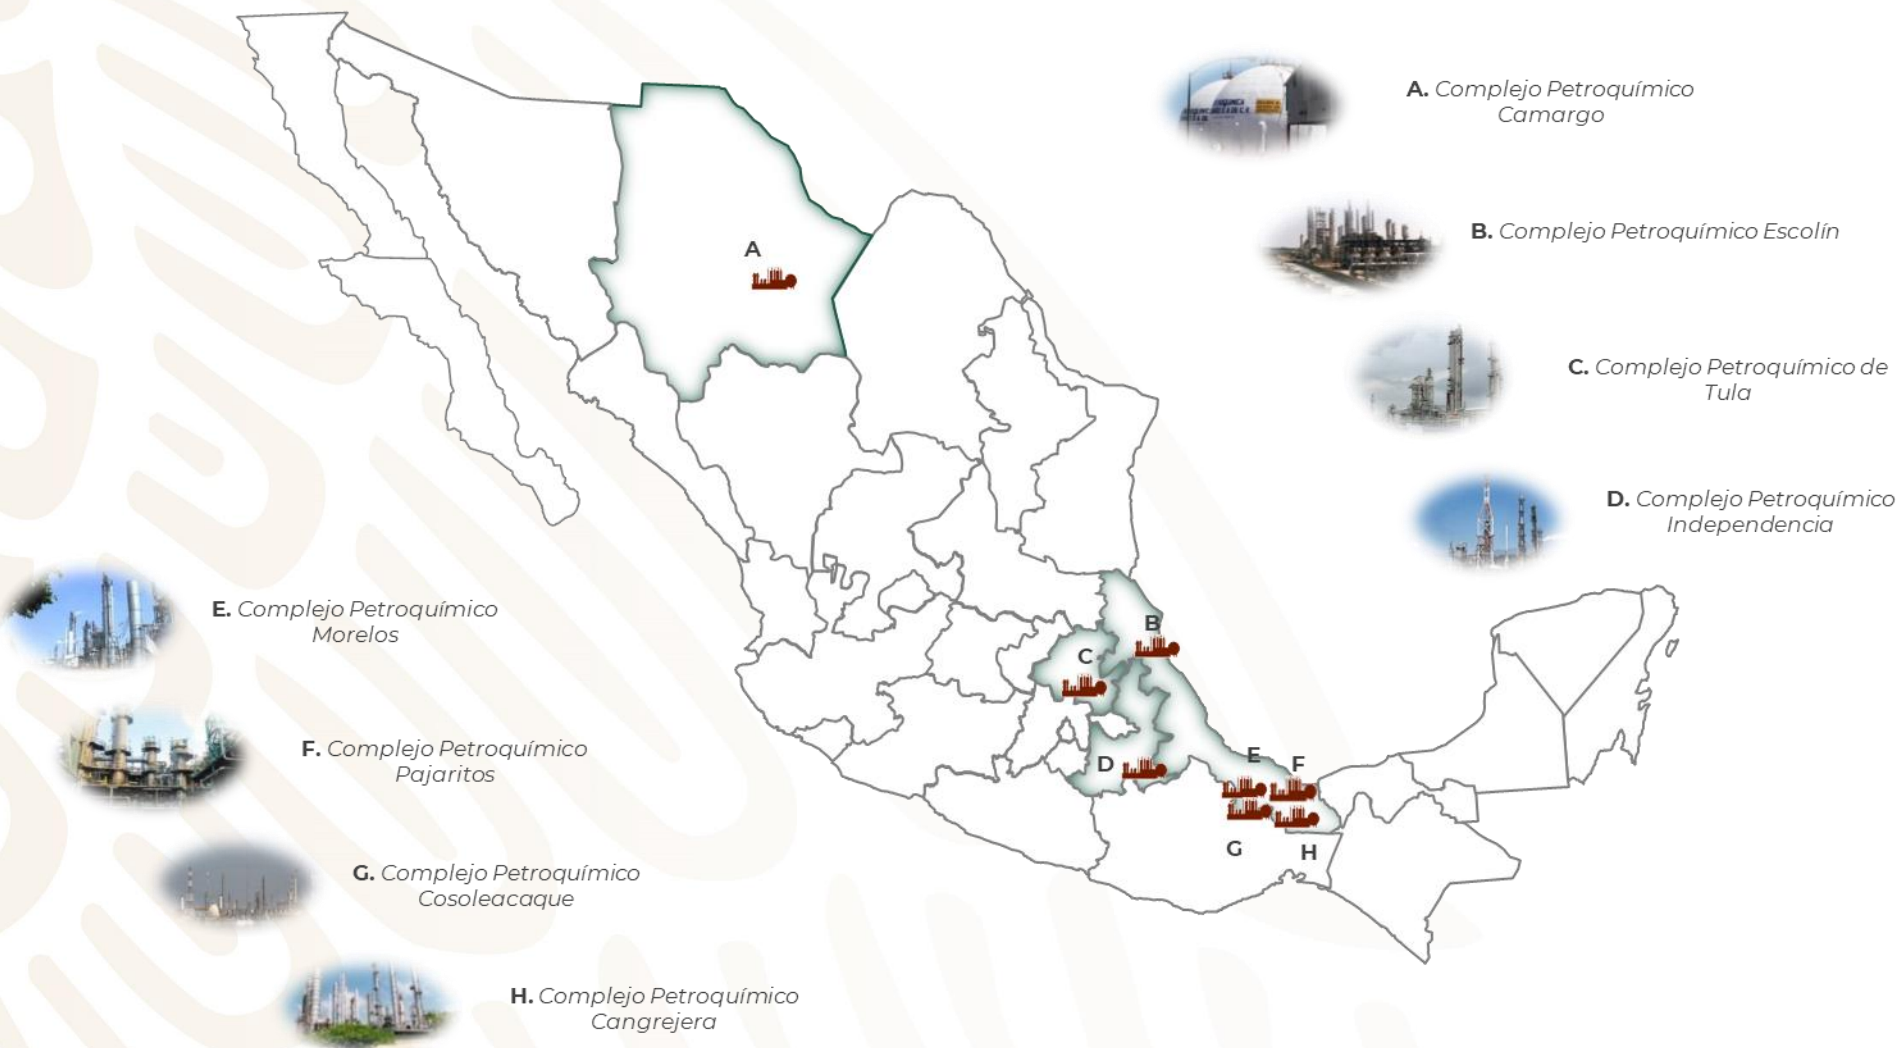 A. Complejo Petroquímico
Camargo
B. Complejo Petroquímico Escolín
C. Complejo Petroquímico de
Tula
D. Complejo Petroquímico
Independencia
E. Complejo Petroquímico
Morelos
F. Complejo Petroquímico
Pajaritos
G. Complejo Petroquímico
Cosoleacaque
H. Complejo Petroquímico
Cangrejera
A
B
C
D
E
F
G
H